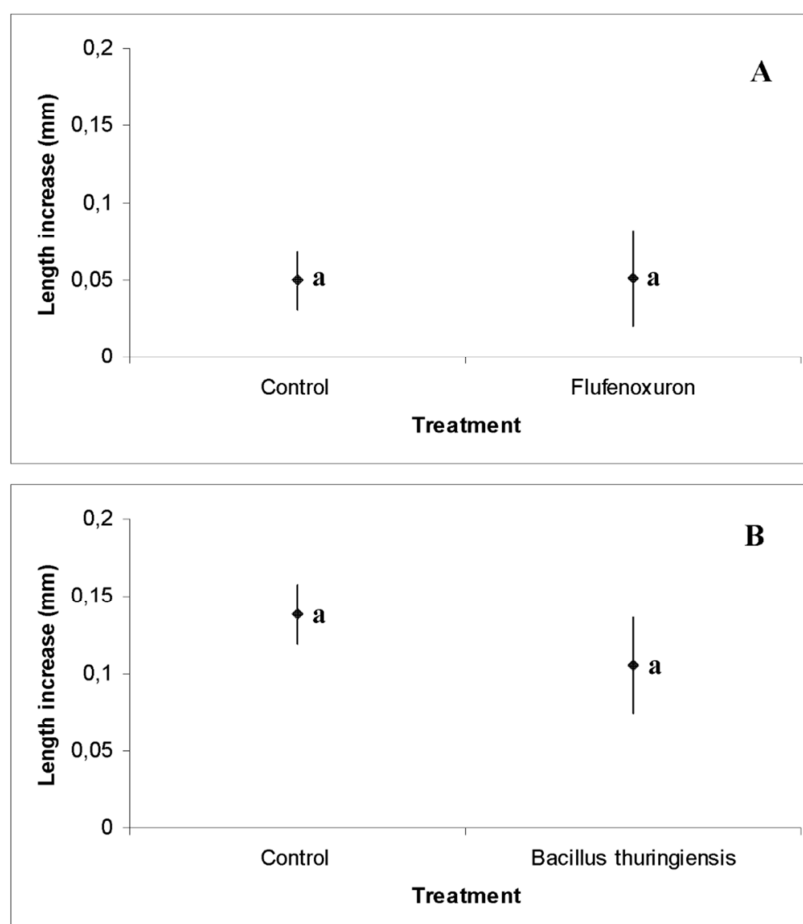 A
0,2
0,15
0,1
0,05
0
Length increase (mm)
a
a
Control
Flufenoxuron
Treatment
B
0,2
0,15
0,1
0,05
0
Length increase (mm)
a
a
Control
Bacillus thuringiensis
Treatment